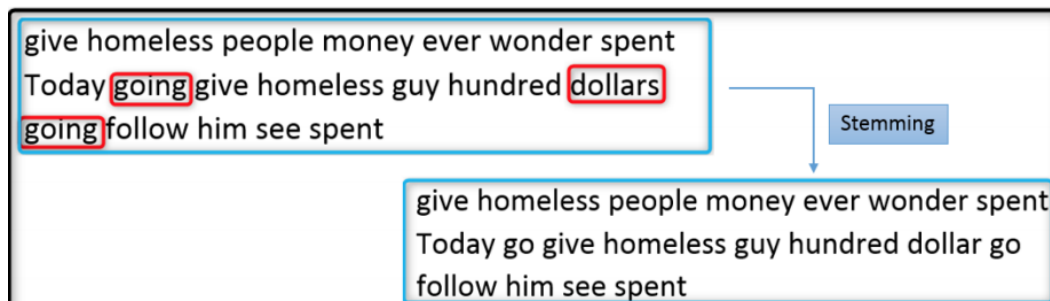 give homeless people money ever wonder spent
Today going give homeless guy hundred dollars
going follow him see spent
Stemming
give homeless people money ever wonder spent
Today go give homeless guy hundred dollar go
follow him see spent